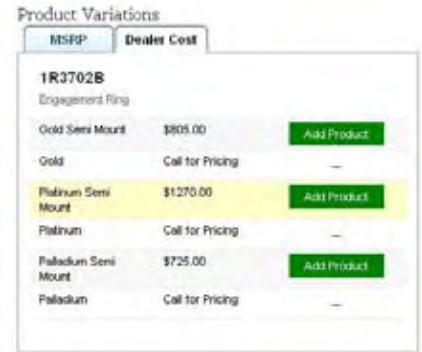 Product Variations
MSRP Dealer Cost
1R3702B
Engagement Ring
Gold Semi Mount $805.00 Add Product
Gold Call for Pricing _
Platinum Semi Mount $1270.00 Add Product
Platinum Call for Pricing _
Palladium Semi Mount $725.00 Add Product
Palladium Call for Pricing _